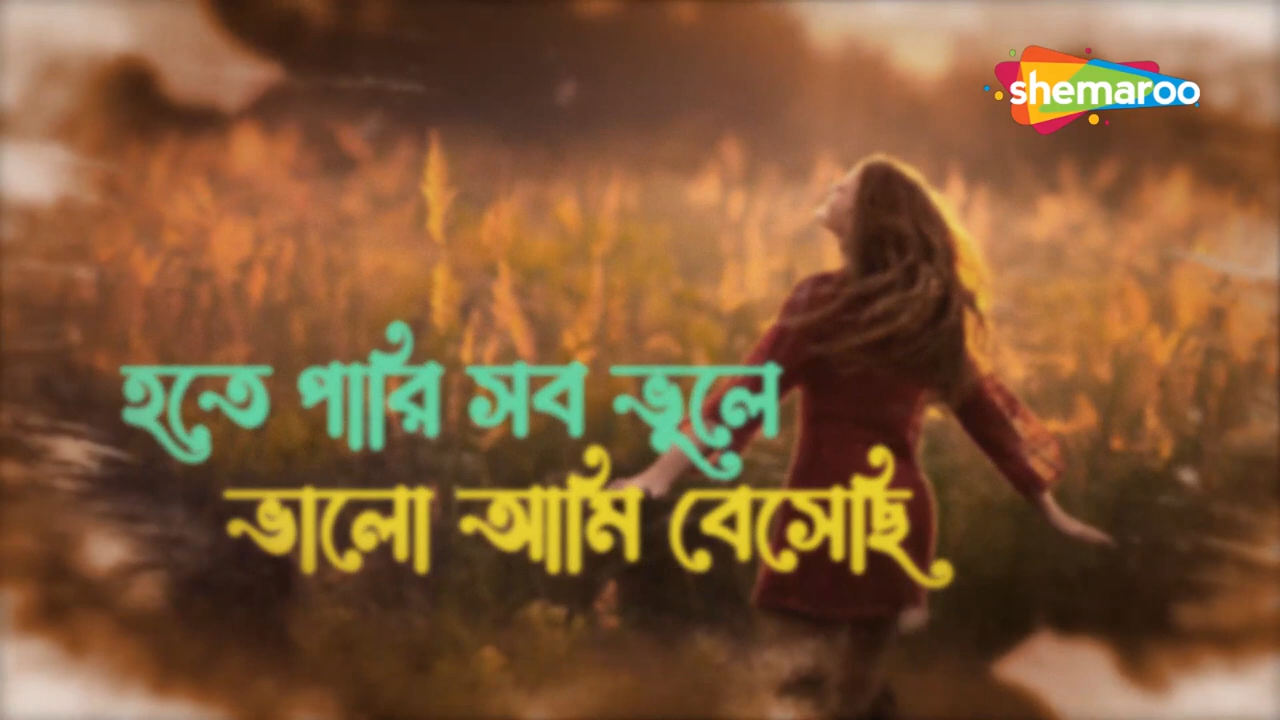 shemaroo
হতে পারি সব ভুলে
ভালো আমি বেসেছি